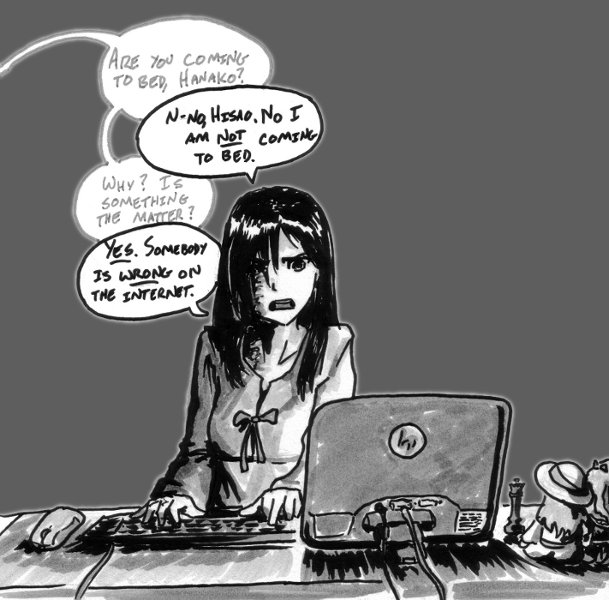 ARE YOU COMING
TO BED, HANAKO?
N-NO, HISAO. NO I
AM NOT COMING
TO BED.
WHY? IS
SOMETHING
THE MATTER?
YES. SOMEBODY
IS WRONG ON
THE INTERNET.
hp